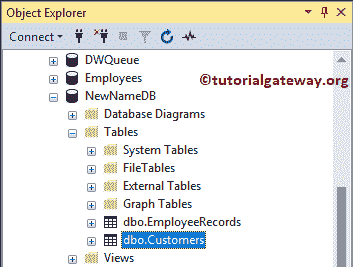 Object Explorer
Connect
DWQueue
Employees
©tutorialgateway.org
NewNameDB
Database Diagrams
Tables
System Tables
FileTables
External Tables
Graph Tables
dbo.EmployeeRecords
dbo.Customers
Views